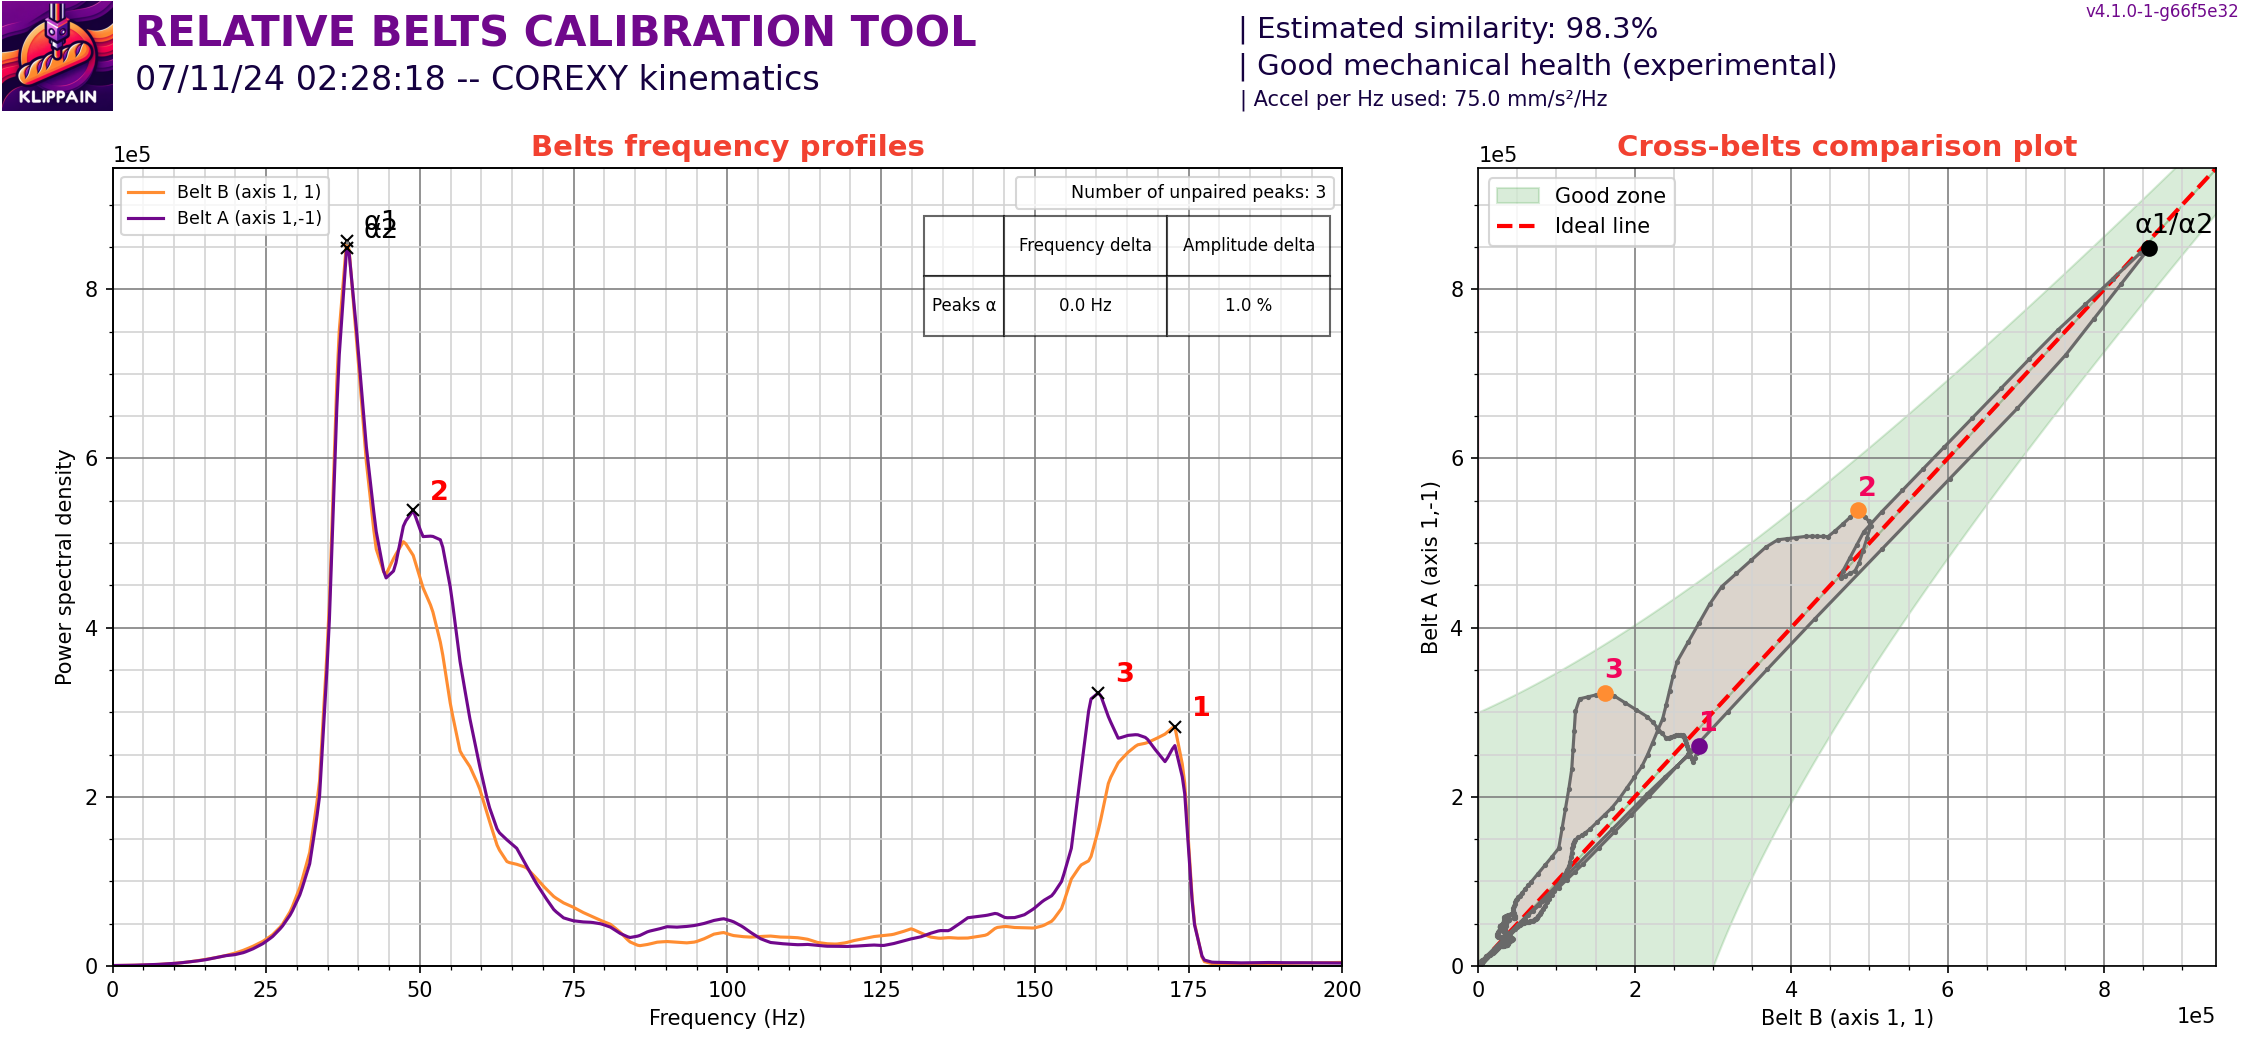 v4.1.0-1-g66f5e32
KLIPPAIN
RELATIVE BELTS CALIBRATION TOOL
07/11/24 02:28:18 -- COREXY kinematics
| Estimated similarity: 98.3%
| Good mechanical health (experimental)
| Accel per Hz used: 75.0 mm/s²/Hz
Belts frequency profiles
1e5
Belt B (axis 1, 1)
Belt A (axis 1,-1)
Number of unpaired peaks: 3
Frequency delta Amplitude delta
Peaks α 0.0 Hz 1.0 %
α1
α2
2
3
1
8
6
4
2
0
Power spectral density
0 25 50 75 100 125 150 175 200
Frequency (Hz)
Cross-belts comparison plot
1e5
Good zone
Ideal line
α1/α2
2
3
1
8
6
4
2
0
Belt A (axis 1,-1)
0 2 4 6 8
Belt B (axis 1, 1)
1e5